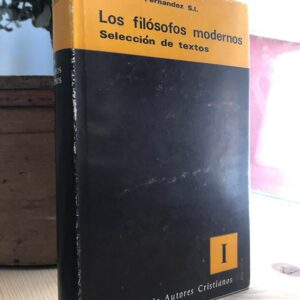 Fernández S.I.
Los filósofos modernos
Selección de textos
I
Autores Cristianos